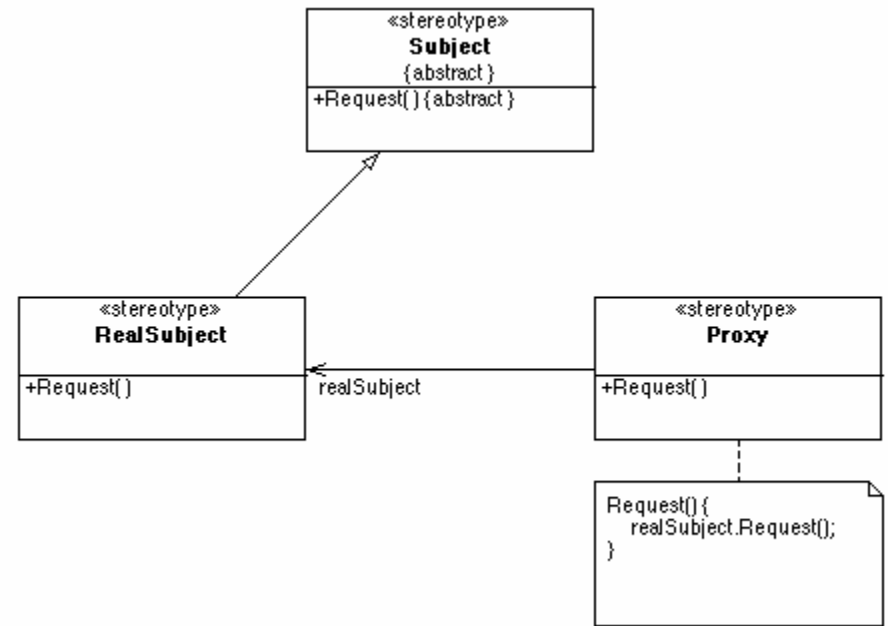 «stereotype»
Subject
{abstract}
+Request(){abstract}
«stereotype»
RealSubject
+Request()
realSubject
«stereotype»
Proxy
+Request()
Request(){
realSubject.Request();
}